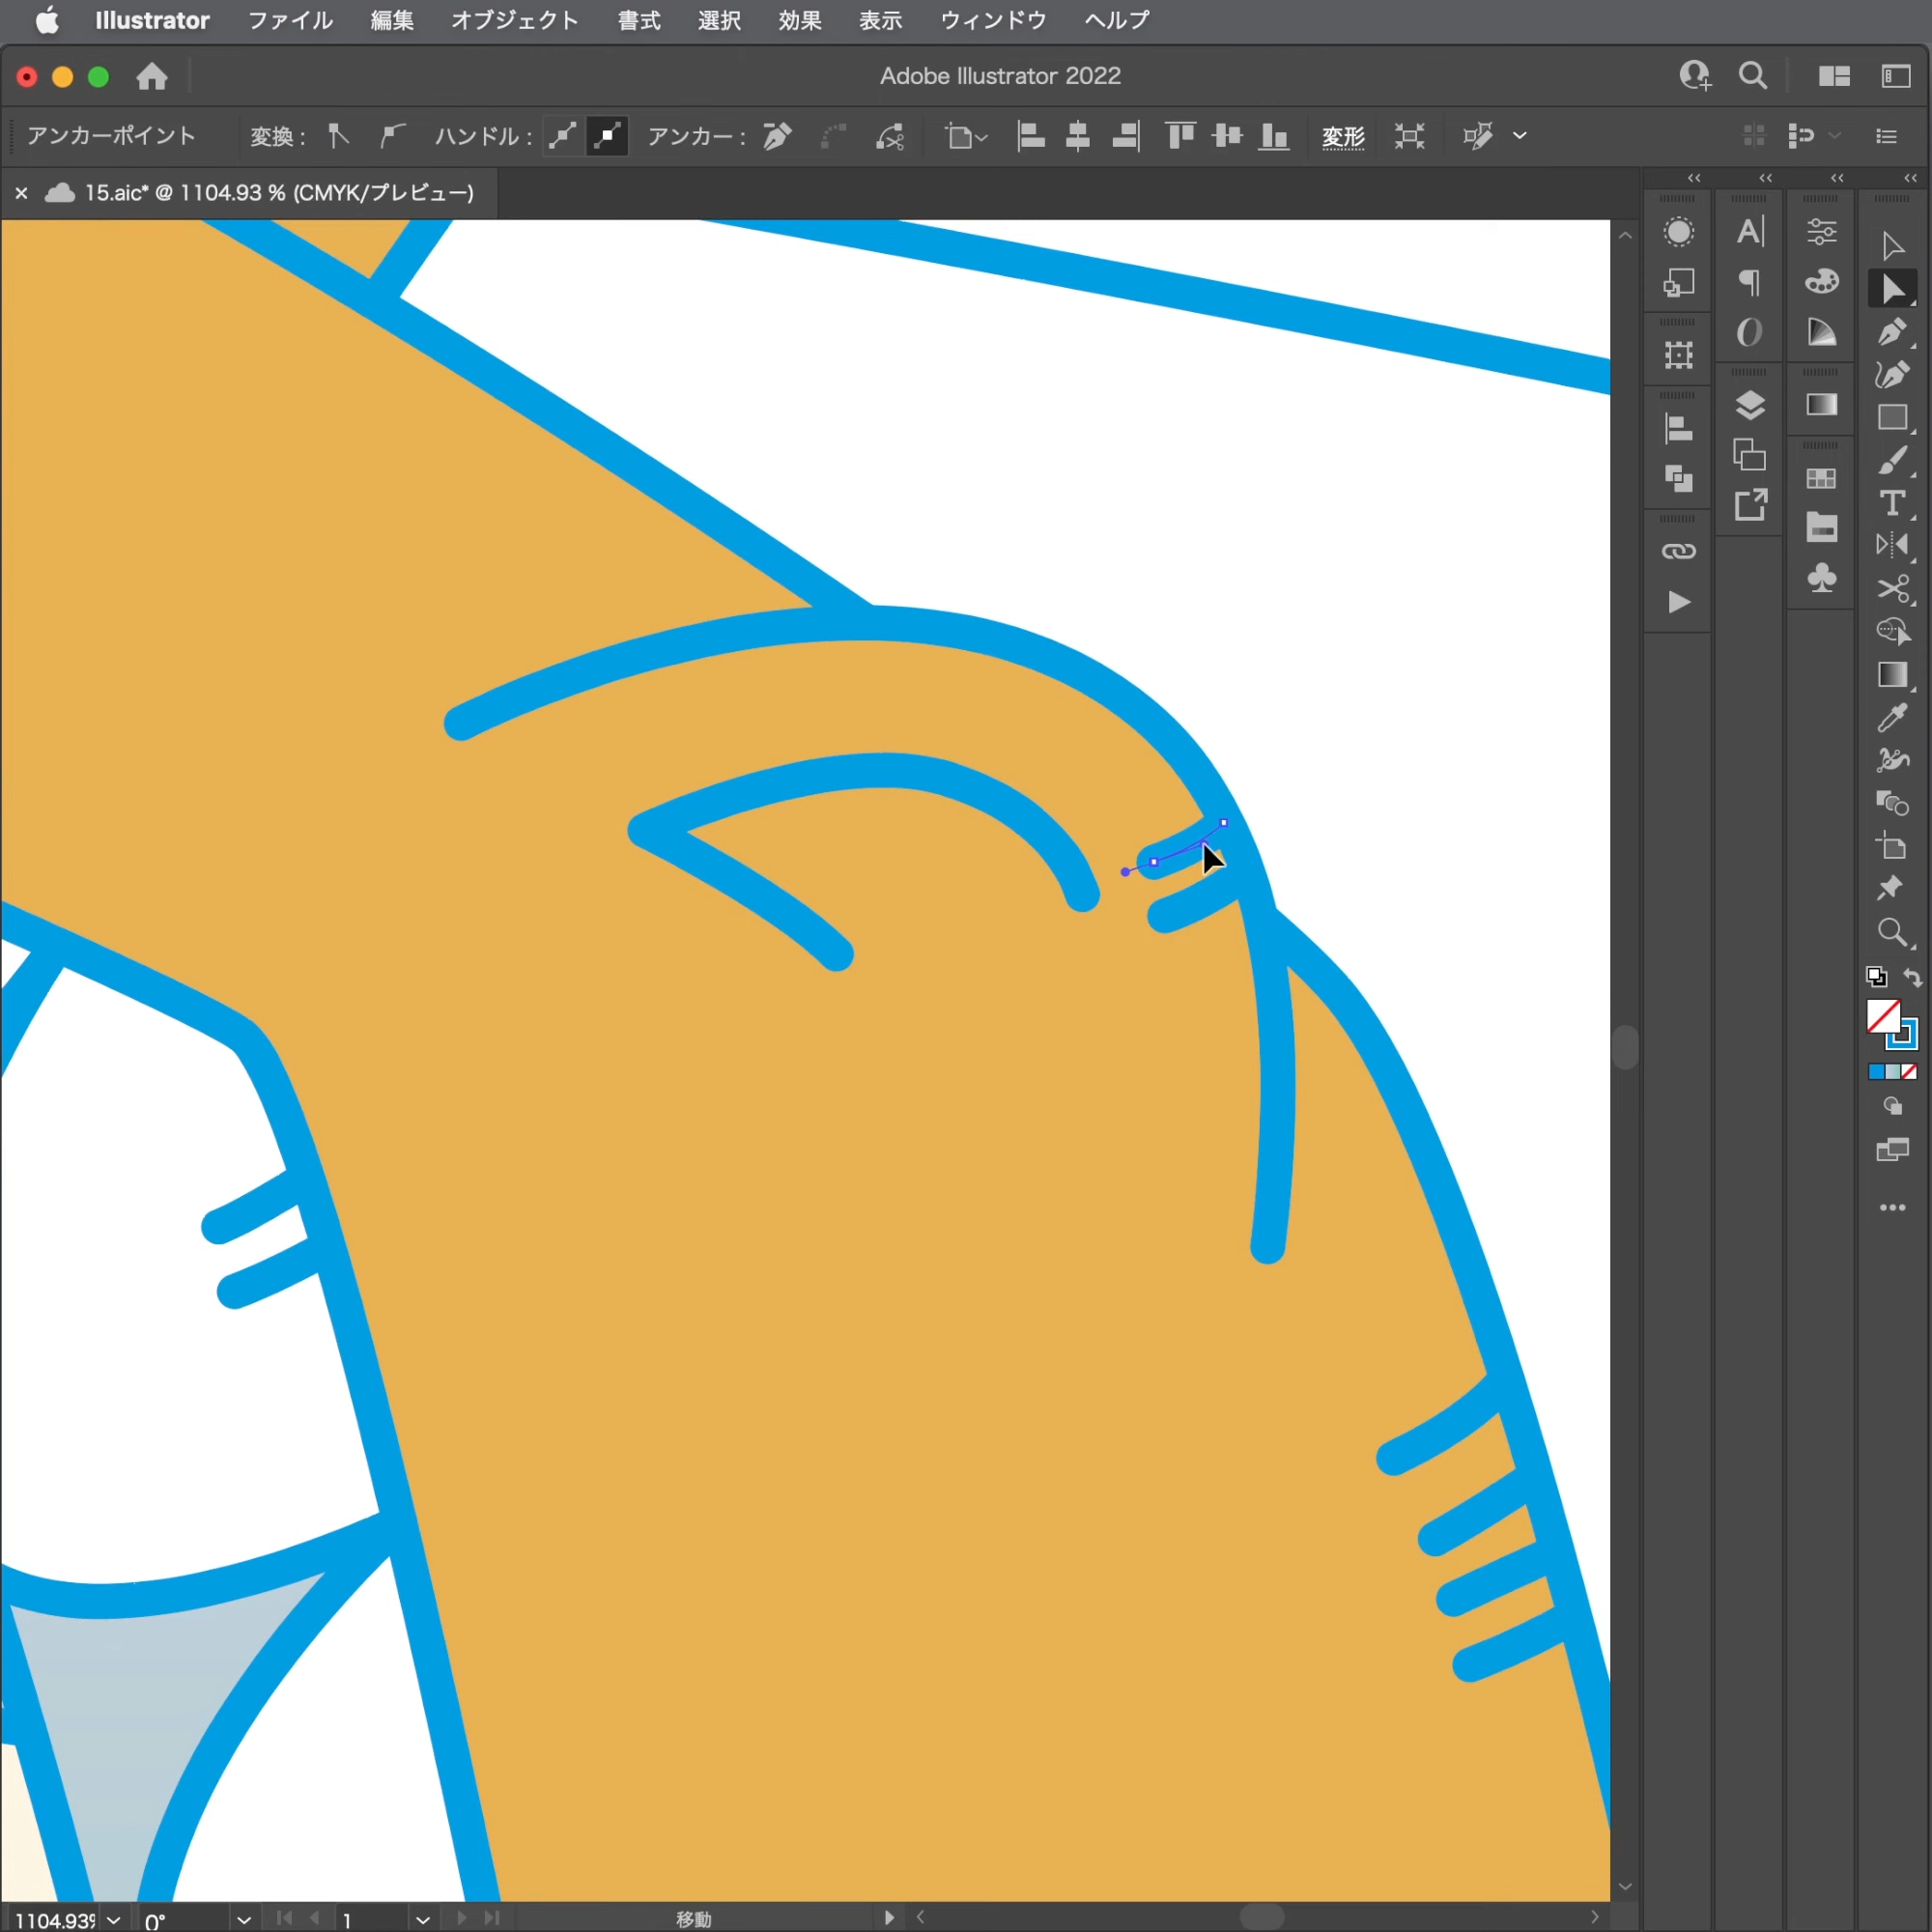 Illustrator ファイル 編集 オブジェクト 書式 選択 効果 表示 ウィンドウ ヘルプ
Adobe Illustrator 2022
アンカーポイント 変換： ハンドル： アンカー： 変形
15.aic* @ 1104.93 % (CMYK/プレビュー)
1104.93% 0° 1 移動